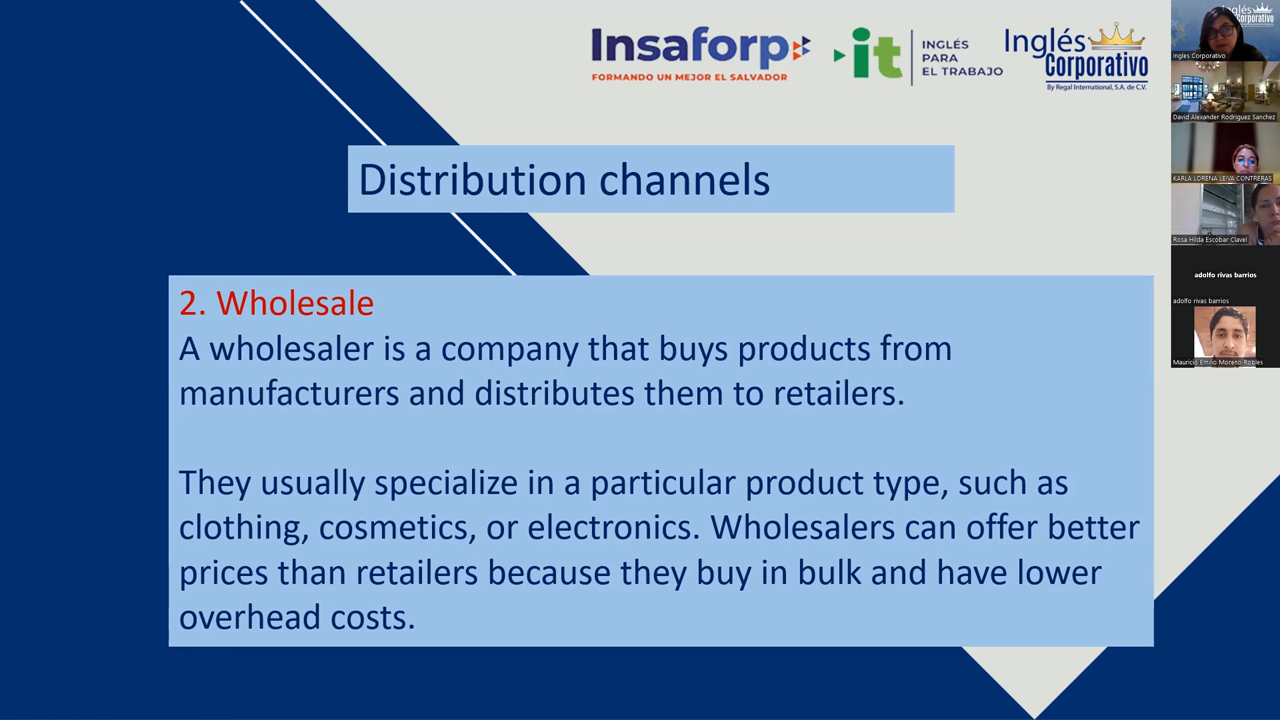 Insaforp
FORMANDO UN MEJOR EL SALVADOR
it
INGLÉS
PARA
EL TRABAJO
Inglés
Corporativo
By Regal International, S.A. de C.V.
Distribution channels
2. Wholesale
A wholesaler is a company that buys products from
manufacturers and distributes them to retailers.
They usually specialize in a particular product type, such as
clothing, cosmetics, or electronics. Wholesalers can offer better
prices than retailers because they buy in bulk and have lower
overhead costs.
Inglés
Corporativo
Ingles Corporativo
David Alexander Rodriguez Sanchez
KARLA LORENA LEIVA CONTRERAS
Rosa Hilda Escobar Clavel
adolfo rivas barrios
adolfo rivas barrios
Mauricio Emilio Moreno Robles